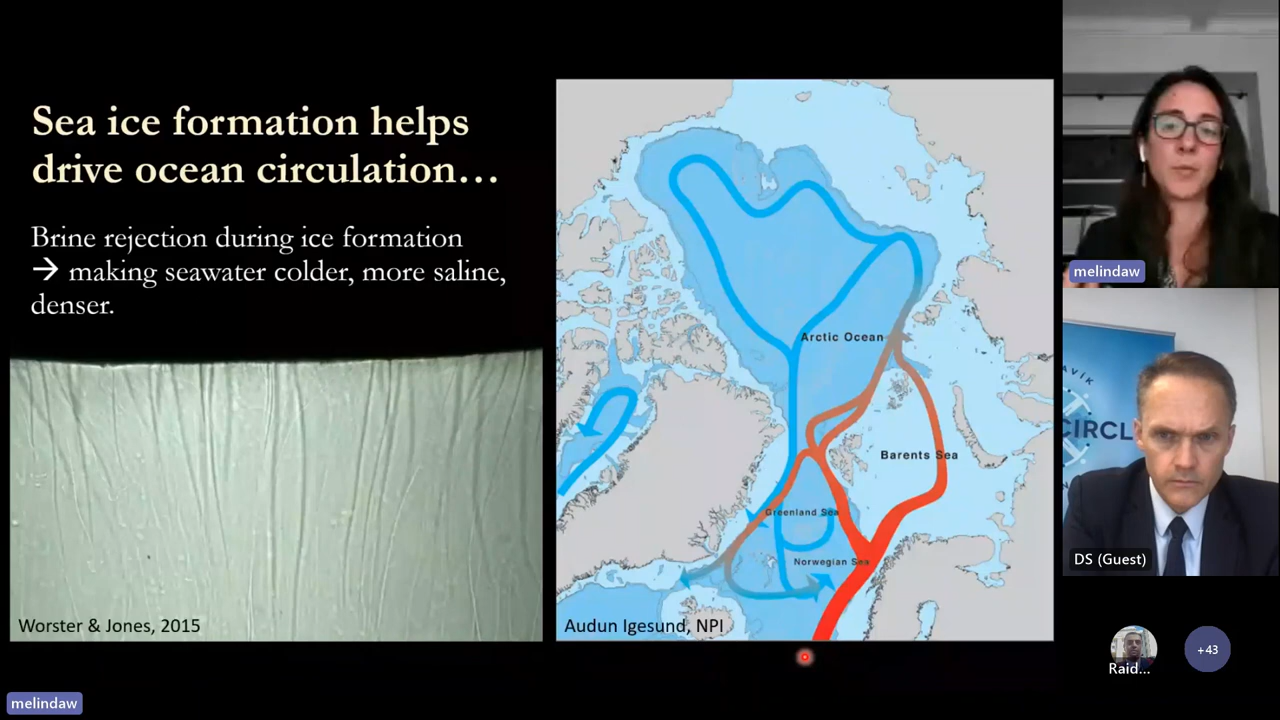 Sea ice formation helps
drive ocean circulation…
Brine rejection during ice formation
→ making seawater colder, more saline,
denser.
Worster & Jones, 2015
Arctic Ocean
Barents Sea
Greenland Sea
Norwegian Sea
Audun Igesund, NPI
melindaw
AVÍK
CIRCL
DS (Guest)
Raid...
+43
melindaw